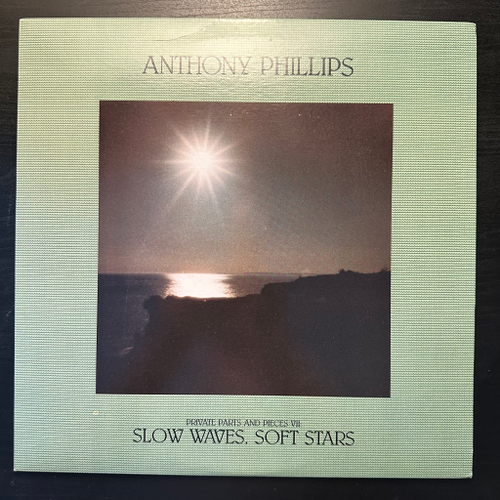 ANTHONY PHILLIPS
PRIVATE PARTS AND PIECES VII
SLOW WAVES, SOFT STARS